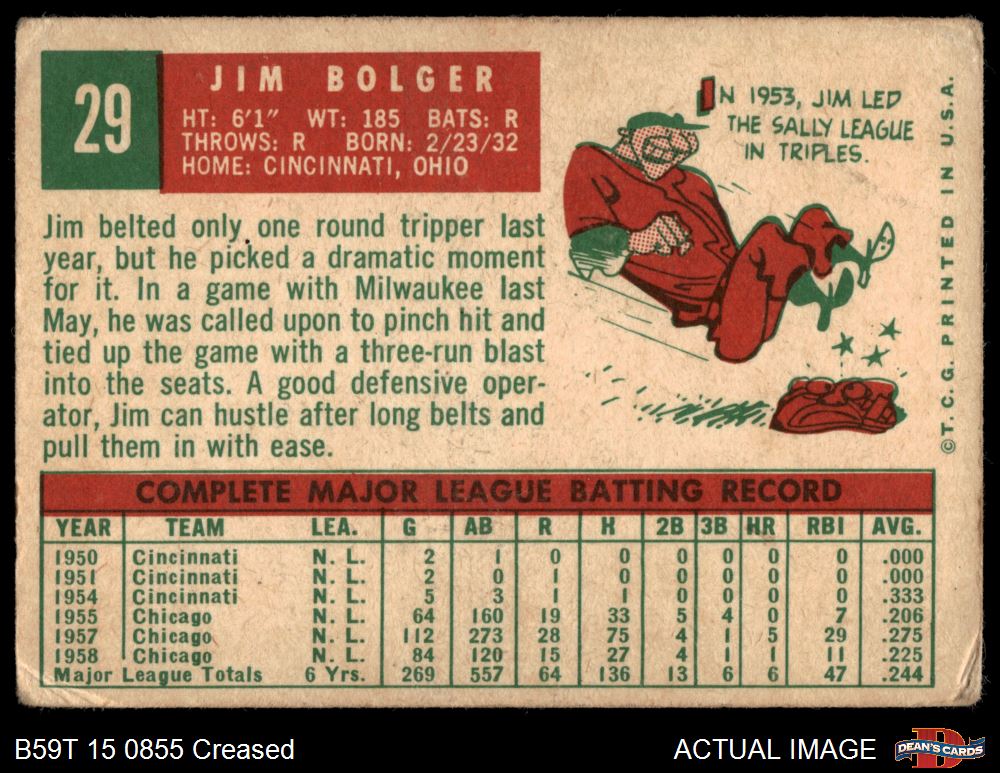 29
JIM BOLGER
HT: 6'1" WT: 185 BATS: R
THROWS: R BORN: 2/23/32
HOME: CINCINNATI, OHIO
IN 1953, JIM LED
THE SALLY LEAGUE
IN TRIPLES.
Jim belted only one round tripper last
year, but he picked a dramatic moment
for it. In a game with Milwaukee last
May, he was called upon to pinch hit and
tied up the game with a three-run blast
into the seats. A good defensive oper-
ator, Jim can hustle after long belts and
pull them in with ease.
©T.C.G. PRINTED IN U.S.A.
COMPLETE MAJOR LEAGUE BATTING RECORD
YEAR TEAM LEA. G AB R H 2B 3B HR RBI AVG.
1950 Cincinnati N. L. 2 1 0 0 0 0 0 0 .000
1951 Cincinnati N. L. 2 0 1 0 0 0 0 0 .000
1954 Cincinnati N. L. 5 3 1 1 0 0 0 0 .333
1955 Chicago N. L. 64 160 19 33 5 4 0 7 .206
1957 Chicago N. L. 112 273 28 75 4 1 5 29 .275
1958 Chicago N. L. 84 120 15 27 4 1 1 11 .225
Major League Totals 6 Yrs. 269 557 64 136 13 6 6 47 .244
B59T 15 0855 Creased
ACTUAL IMAGE
DEAN'S CARDS